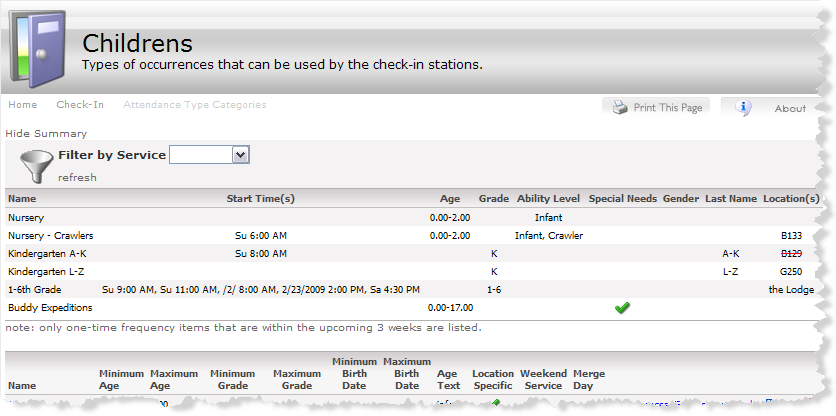 Childrens
Types of occurrences that can be used by the check-in stations.
Home Check-In Attendance Type Categories Print This Page About
Hide Summary
Filter by Service
refresh
Name Start Time(s) Age Grade Ability Level Special Needs Gender Last Name Location(s)
Nursery 0.00-2.00 Infant
Nursery - Crawlers Su 6:00 AM 0.00-2.00 Infant, Crawler B133
Kindergarten A-K Su 8:00 AM K A-K B129
Kindergarten L-Z K L-Z G250
1-6th Grade Su 9:00 AM, Su 11:00 AM, /2/ 8:00 AM, 2/23/2009 2:00 PM, Sa 4:30 PM 1-6 the Lodge
Buddy Expeditions 0.00-17.00
note: only one-time frequency items that are within the upcoming 3 weeks are listed.
Name Minimum Age Maximum Age Minimum Grade Maximum Grade Minimum Birth Date Maximum Birth Date Age Text Location Specific Weekend Service Merge Day